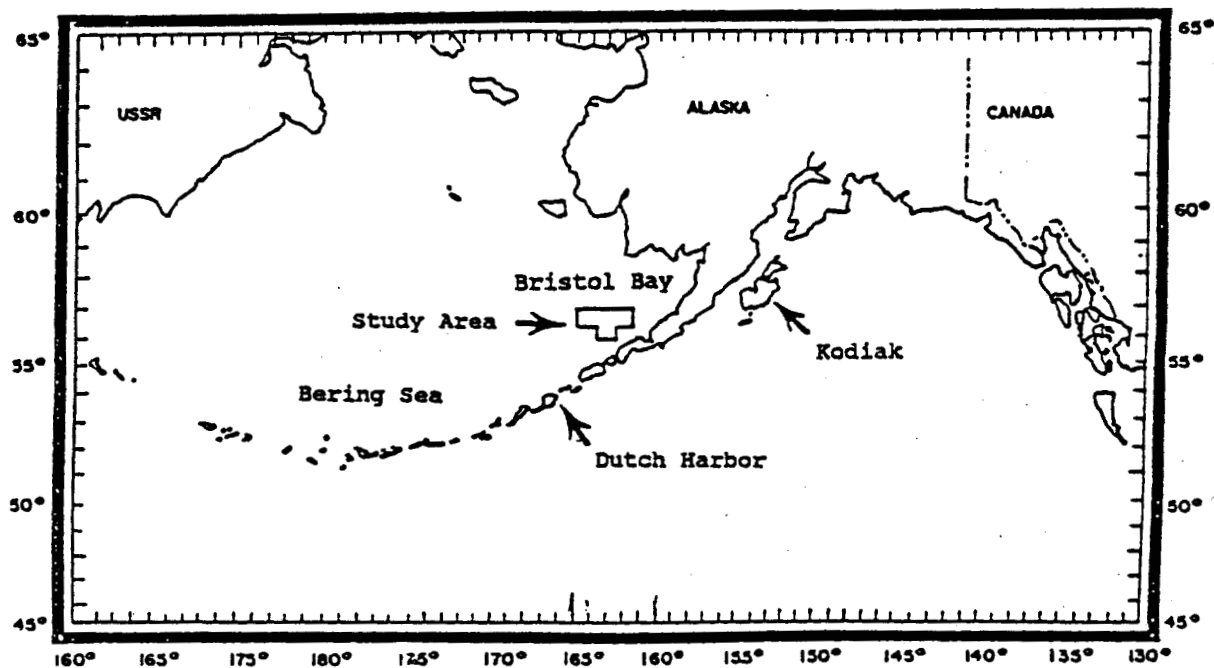 65° 65°
USSR ALASKA CANADA
60° 60°
Bristol Bay
Study Area
Kodiak
55° 55°
Bering Sea
Dutch Harbor
50° 50°
45° 45°
160° 165° 175° 180° 175° 170° 165° 160° 155° 150° 145° 140° 135° 130°